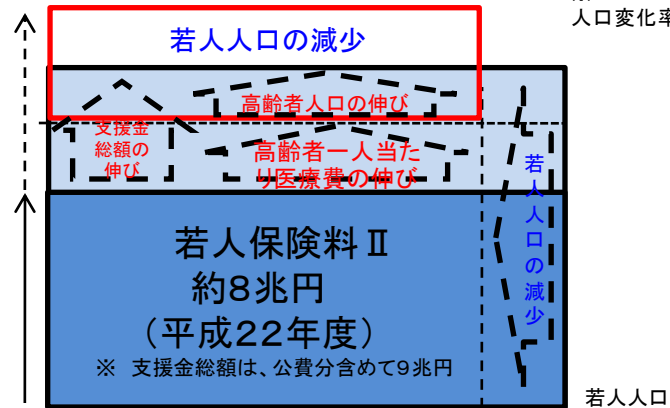 人口変化率
若人人口の減少
高齢者人口の伸び
支援金
総額の
伸び
高齢者一人当た
り医療費の伸び
若人人口の減少
若人保険料Ⅱ
約8兆円
（平成22年度）
※ 支援金総額は、公費分含めて9兆円
若人人口